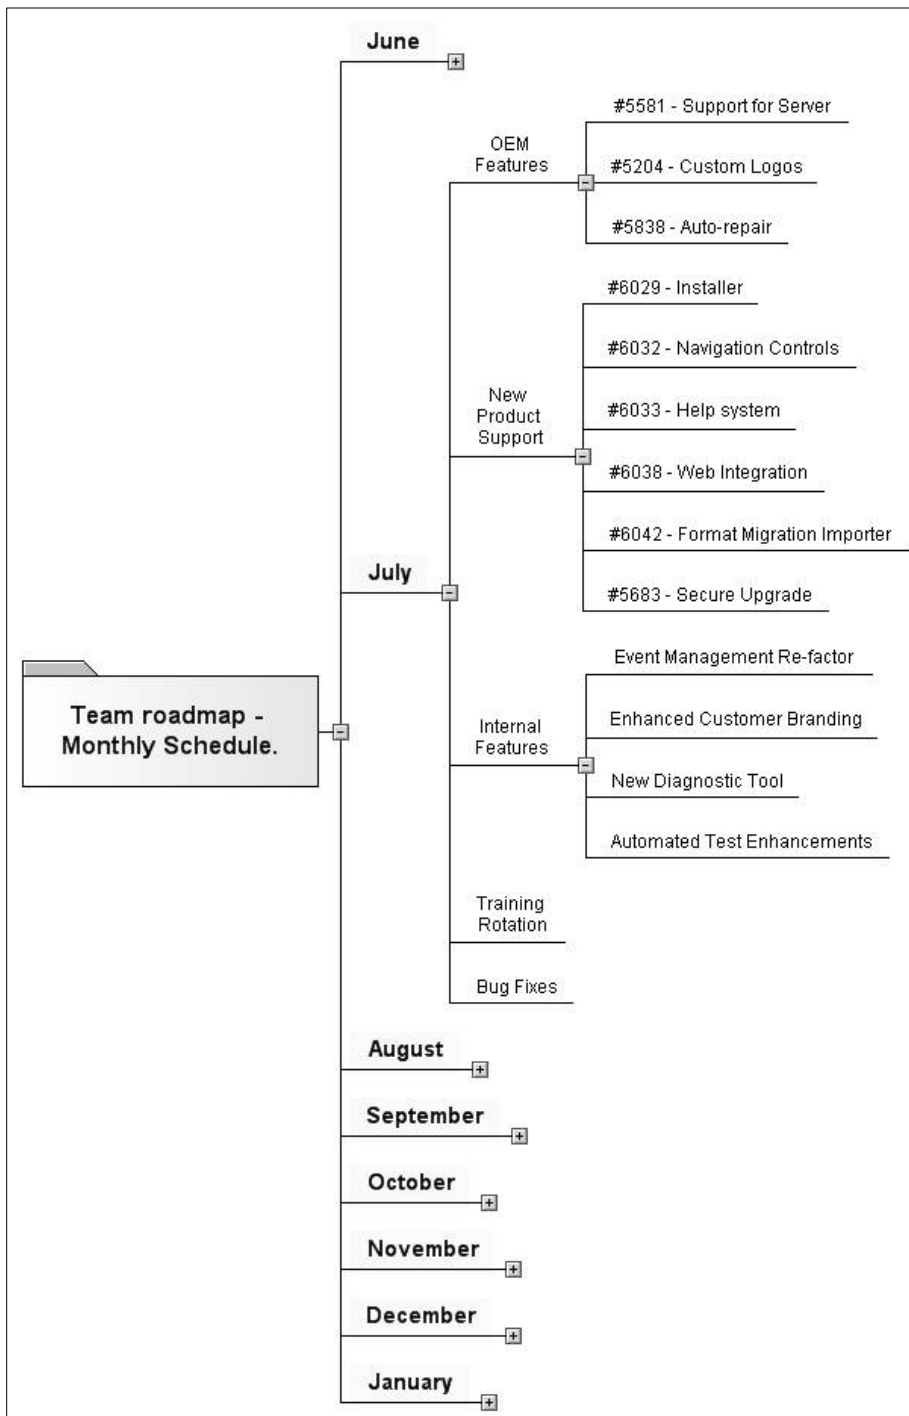 June
#5581 - Support for Server
OEM
Features
#5204 - Custom Logos
#5838 - Auto-repair
#6029 - Installer
#6032 - Navigation Controls
New
Product
Support
#6033 - Help system
#6038 - Web Integration
#6042 - Format Migration Importer
#5683 - Secure Upgrade
July
Event Management Re-factor
Enhanced Customer Branding
Internal
Features
New Diagnostic Tool
Automated Test Enhancements
Team roadmap -
Monthly Schedule.
Training
Rotation
Bug Fixes
August
September
October
November
December
January